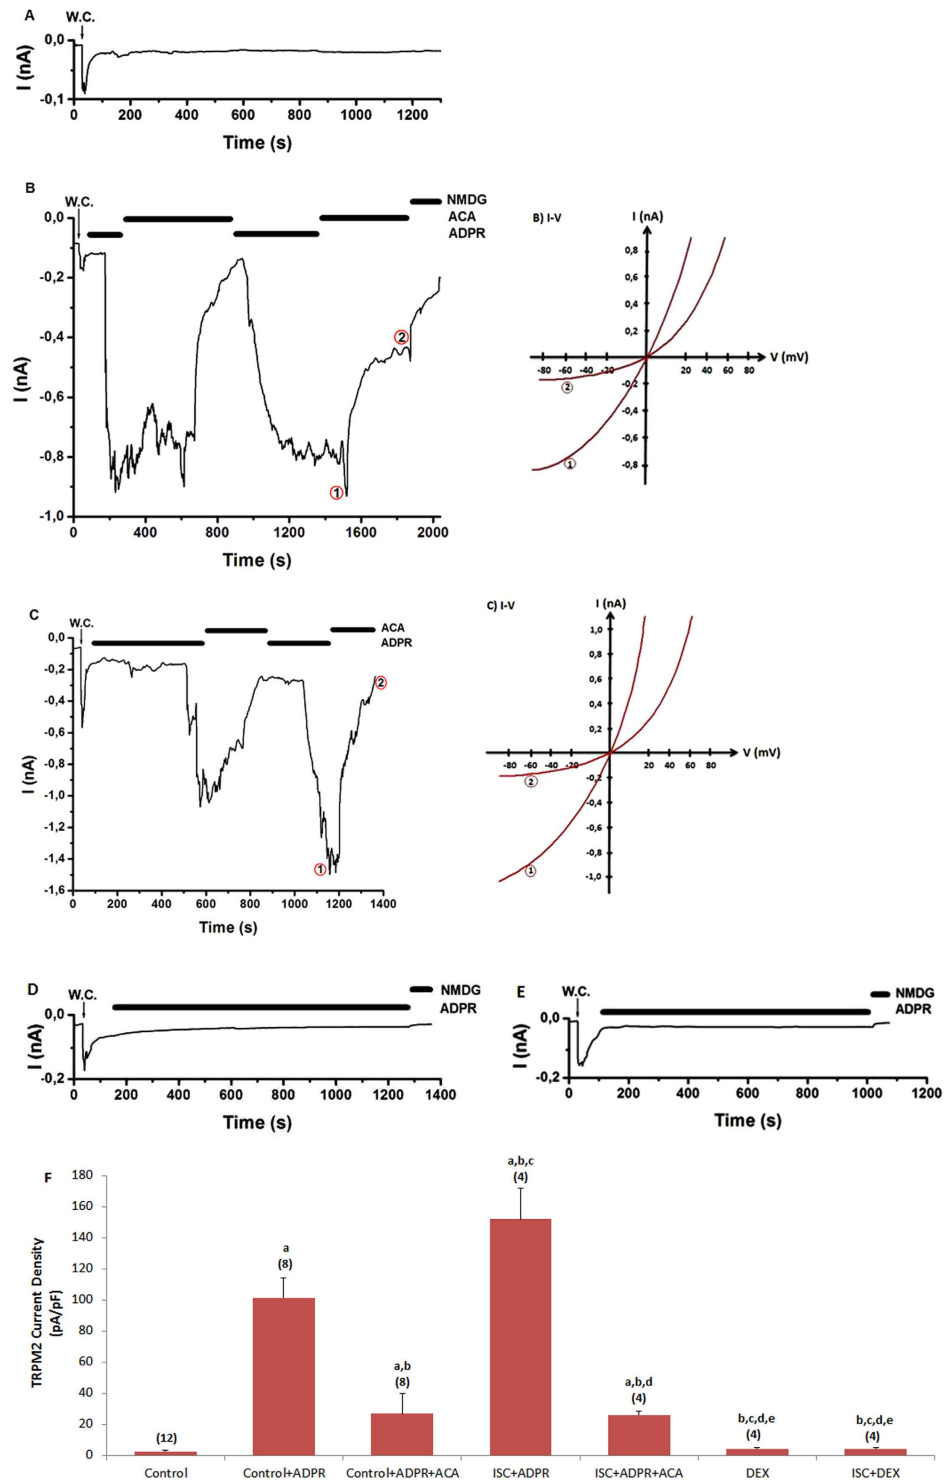 A
W.C.
0,0
-0,1
I (nA)
0 200 400 600 800 1000 1200
Time (s)
B
W.C.
NMDG
ACA
ADPR
0,0
-0,2
-0,4
-0,6
-0,8
-1,0
I (nA)
1
2
0 400 800 1200 1600 2000
Time (s)
B) I-V
I (nA)
0,8
0,6
0,4
0,2
V (mV)
-80 -60 -40 -20 20 40 60 80
-0,2
-0,4
-0,6
-0,8
2
1
C
W.C.
ACA
ADPR
0,0
-0,2
-0,4
-0,6
-0,8
-1,0
-1,2
-1,4
-1,6
I (nA)
1
2
0 200 400 600 800 1000 1200 1400
Time (s)
C) I-V
I (nA)
1,0
0,8
0,6
0,4
0,2
V (mV)
-80 -60 -40 -20 20 40 60 80
-0,2
-0,4
-0,6
-0,8
-1,0
2
1
D
W.C.
NMDG
ADPR
0,0
-0,2
I (nA)
0 200 400 600 800 1000 1200 1400
Time (s)
E
W.C.
NMDG
ADPR
0,0
-0,2
I (nA)
0 200 400 600 800 1000 1200
Time (s)
F
TRPM2 Current Density
(pA/pF)
180
160
140
120
100
80
60
40
20
0
(12)
a
(8)
a,b
(8)
a,b,c
(4)
a,b,d
(4)
b,c,d,e
(4)
b,c,d,e
(4)
Control Control+ADPR Control+ADPR+ACA ISC+ADPR ISC+ADPR+ACA DEX ISC+DEX